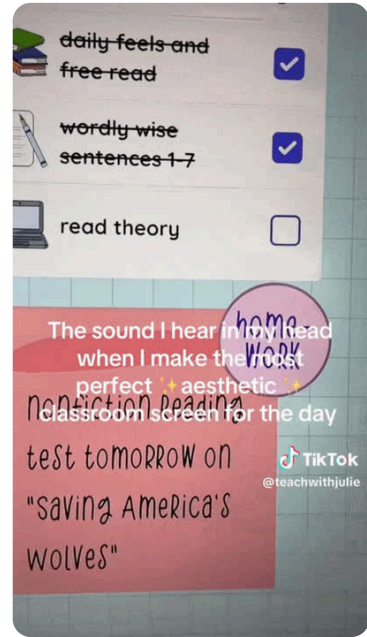 daily feels and
free read
wordly wise
sentences 1-7
read theory
home
work
The sound I hear in my head
when I make the most
perfect ✨aesthetic✨
classroom screen for the day
nonfiction reading
test tomorrow on
"saving America's
wolves"
TikTok
@teachwithjulie